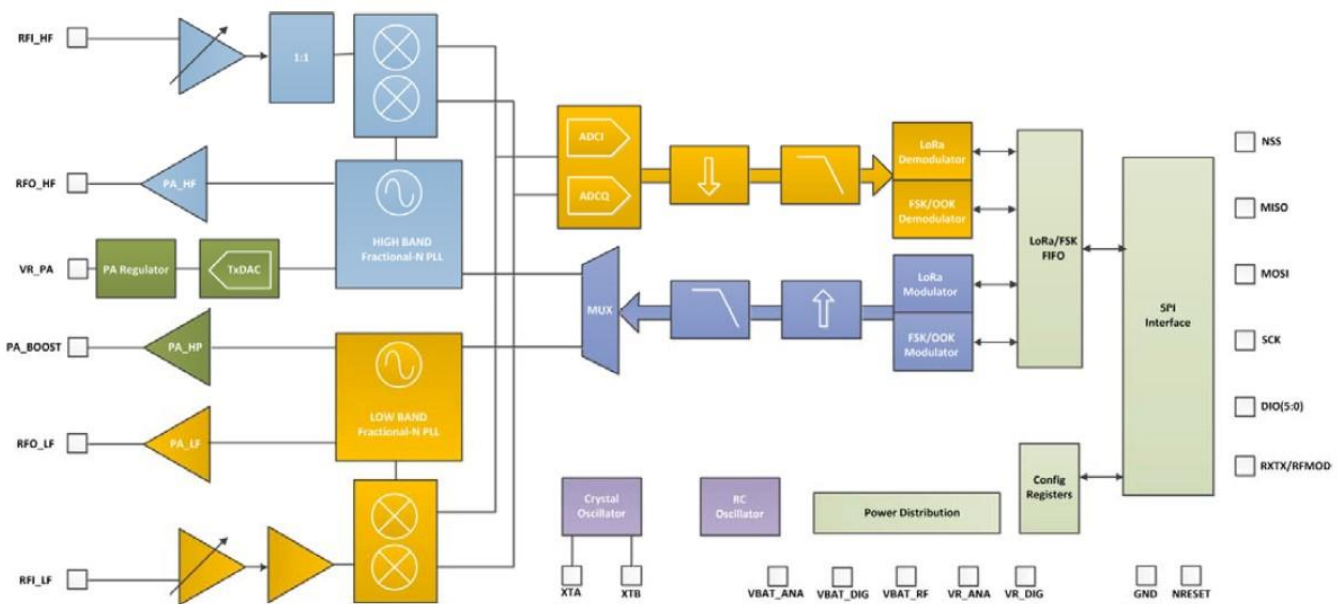 RFI_HF
1:1
RFO_HF
PA_HF
HIGH BAND
Fractional-N PLL
VR_PA
PA Regulator
TxDAC
PA_BOOST
PA_HP
LOW BAND
Fractional-N PLL
RFO_LF
PA_LF
RFI_LF
ADCI
ADCQ
LoRa
Demodulator
FSK/OOK
Demodulator
MUX
LoRa
Modulator
FSK/OOK
Modulator
LoRa/FSK
FIFO
SPI
Interface
Config
Registers
Crystal
Oscillator
RC
Oscillator
Power Distribution
XTA
XTB
VBAT_ANA
VBAT_DIG
VBAT_RF
VR_ANA
VR_DIG
GND
NRESET
NSS
MISO
MOSI
SCK
DIO(5:0)
RXTX/RFMOD